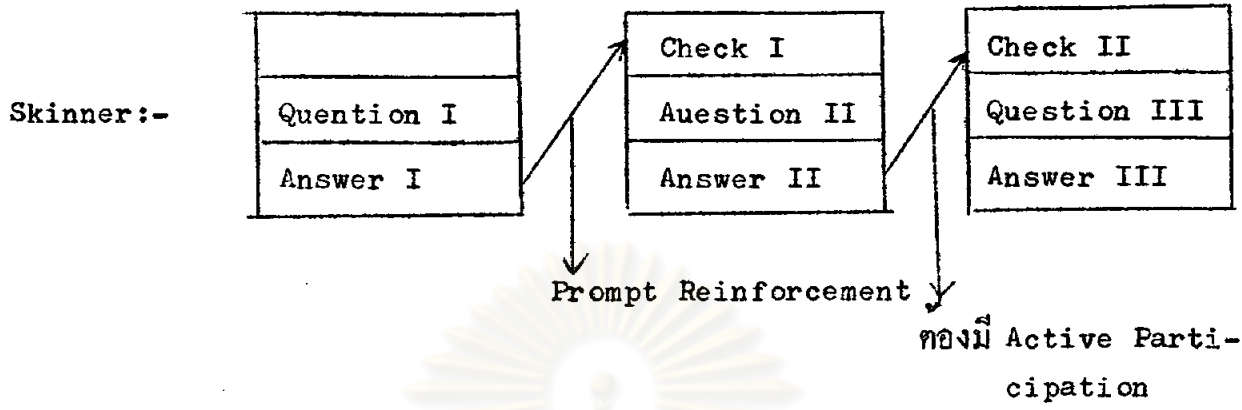 Check I
Check II
Skinner:-
Quention I
Auestion II
Question III
Answer I
Answer II
Answer III
Prompt Reinforcement
ตองมี Active Parti-
cipation